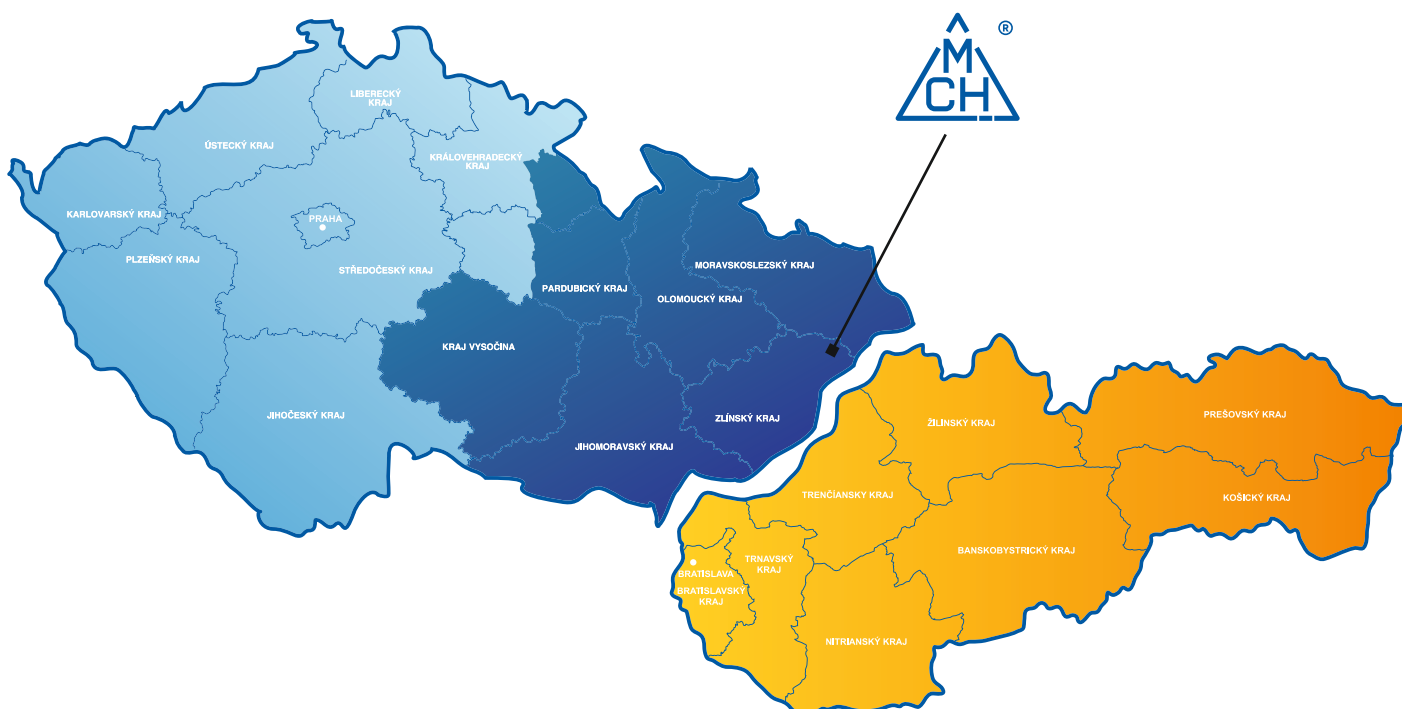 M
CH
®
LIBERECKÝ
KRAJ
ÚSTECKÝ KRAJ
KRÁLOVEHRADECKÝ
KRAJ
KARLOVARSKÝ KRAJ
PRAHA
PLZEŇSKÝ KRAJ
STŘEDOČESKÝ KRAJ
MORAVSKOSLEZSKÝ KRAJ
PARDUBICKÝ KRAJ
OLOMOUCKÝ KRAJ
KRAJ VYSOČINA
JIHOČESKÝ KRAJ
ZLÍNSKÝ KRAJ
JIHOMORAVSKÝ KRAJ
ŽILINSKÝ KRAJ
PREŠOVSKÝ KRAJ
TRENČIANSKY KRAJ
KOŠICKÝ KRAJ
BANSKOBYSTRICKÝ KRAJ
TRNAVSKÝ
KRAJ
BRATISLAVA
BRATISLAVSKÝ
KRAJ
NITRIANSKÝ KRAJ